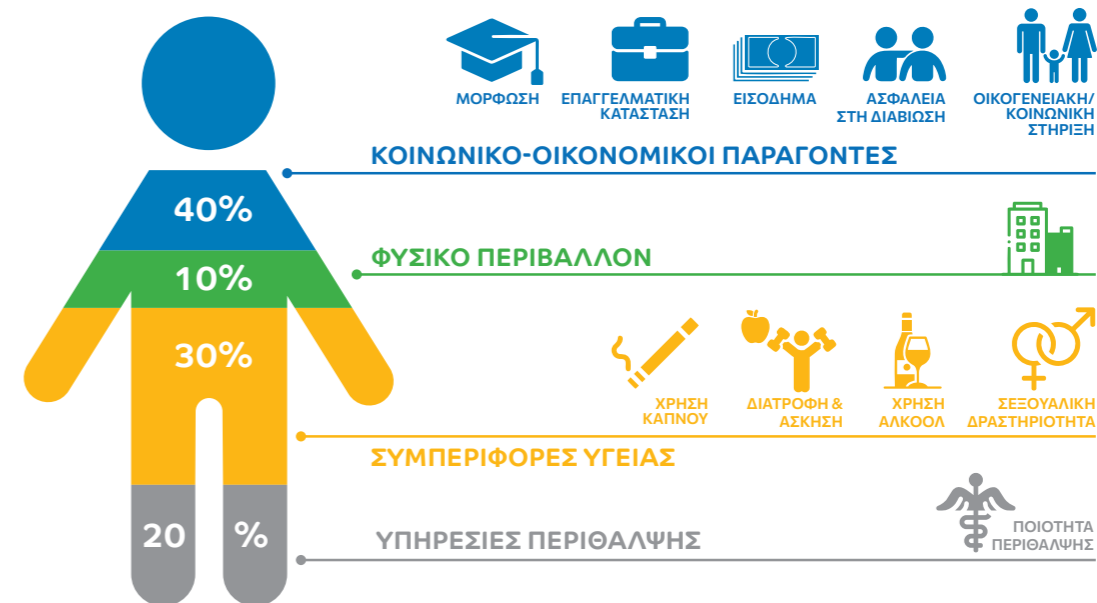 ΜΟΡΦΩΣΗ
ΕΠΑΓΓΕΛΜΑΤΙΚΗ
ΚΑΤΑΣΤΑΣΗ
ΕΙΣΟΔΗΜΑ
ΑΣΦΑΛΕΙΑ
ΣΤΗ ΔΙΑΒΙΩΣΗ
ΟΙΚΟΓΕΝΕΙΑΚΗ/
ΚΟΙΝΩΝΙΚΗ
ΣΤΗΡΙΞΗ
ΚΟΙΝΩΝΙΚΟ-ΟΙΚΟΝΟΜΙΚΟΙ ΠΑΡΑΓΟΝΤΕΣ
40%
ΦΥΣΙΚΟ ΠΕΡΙΒΑΛΛΟΝ
10%
30%
ΧΡΗΣΗ
ΚΑΠΝΟΥ
ΔΙΑΤΡΟΦΗ &
ΑΣΚΗΣΗ
ΧΡΗΣΗ
ΑΛΚΟΟΛ
ΣΕΞΟΥΑΛΙΚΗ
ΔΡΑΣΤΗΡΙΟΤΗΤΑ
ΣΥΜΠΕΡΙΦΟΡΕΣ ΥΓΕΙΑΣ
20 %
ΥΠΗΡΕΣΙΕΣ ΠΕΡΙΘΑΛΨΗΣ
ΠΟΙΟΤΗΤΑ
ΠΕΡΙΘΑΛΨΗΣ